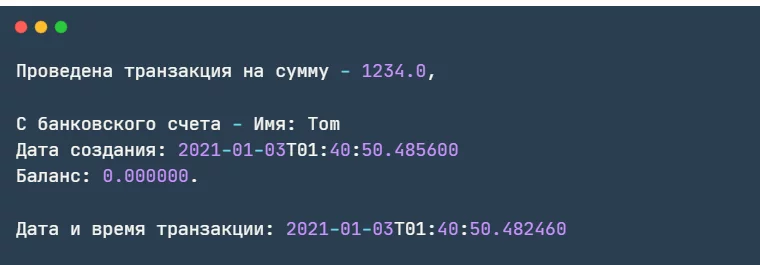 Проведена транзакция на сумму - 1234.0,
С банковского счета - Имя: Tom
Дата создания: 2021-01-03T01:40:50.485600
Баланс: 0.000000.
Дата и время транзакции: 2021-01-03T01:40:50.482460